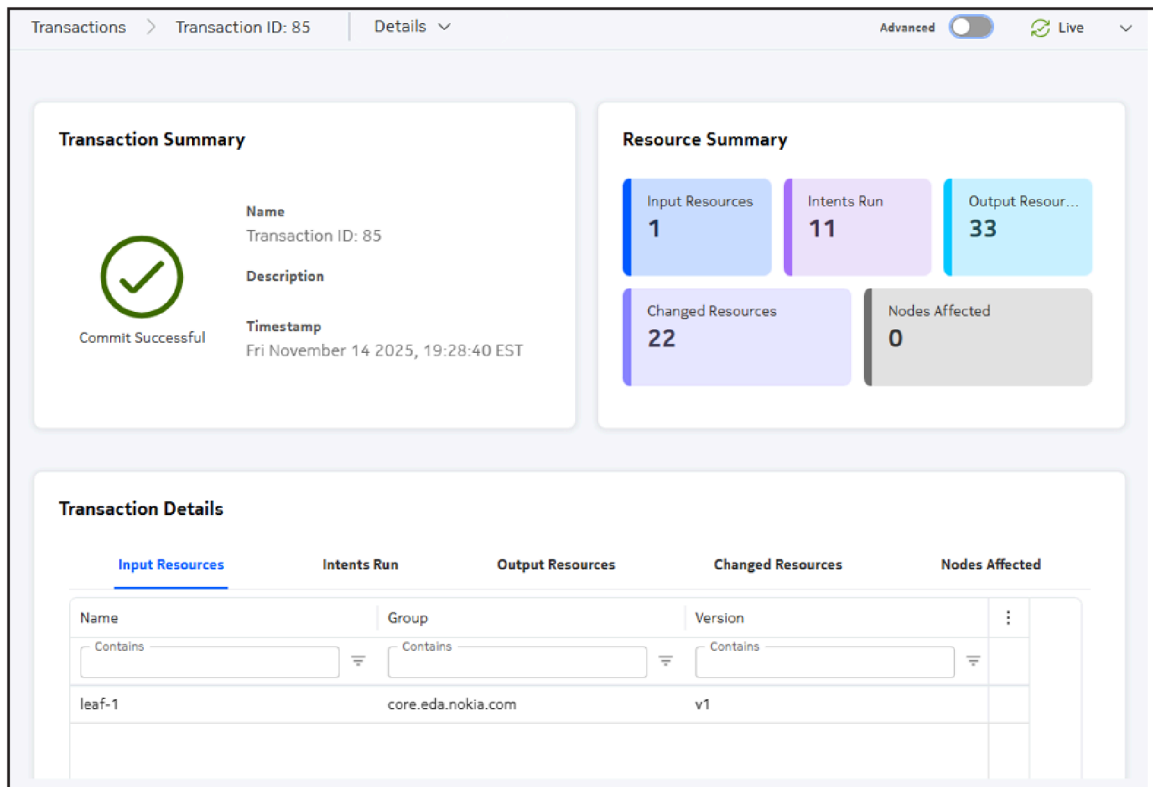 Transactions > Transaction ID: 85 Details Advanced Live
Transaction Summary
Commit Successful
Name
Transaction ID: 85
Description
Timestamp
Fri November 14 2025, 19:28:40 EST
Resource Summary
Input Resources
1
Intents Run
11
Output Resour...
33
Changed Resources
22
Nodes Affected
0
Transaction Details
Input Resources Intents Run Output Resources Changed Resources Nodes Affected
Name Group Version
Contains Contains Contains
leaf-1 core.eda.nokia.com v1